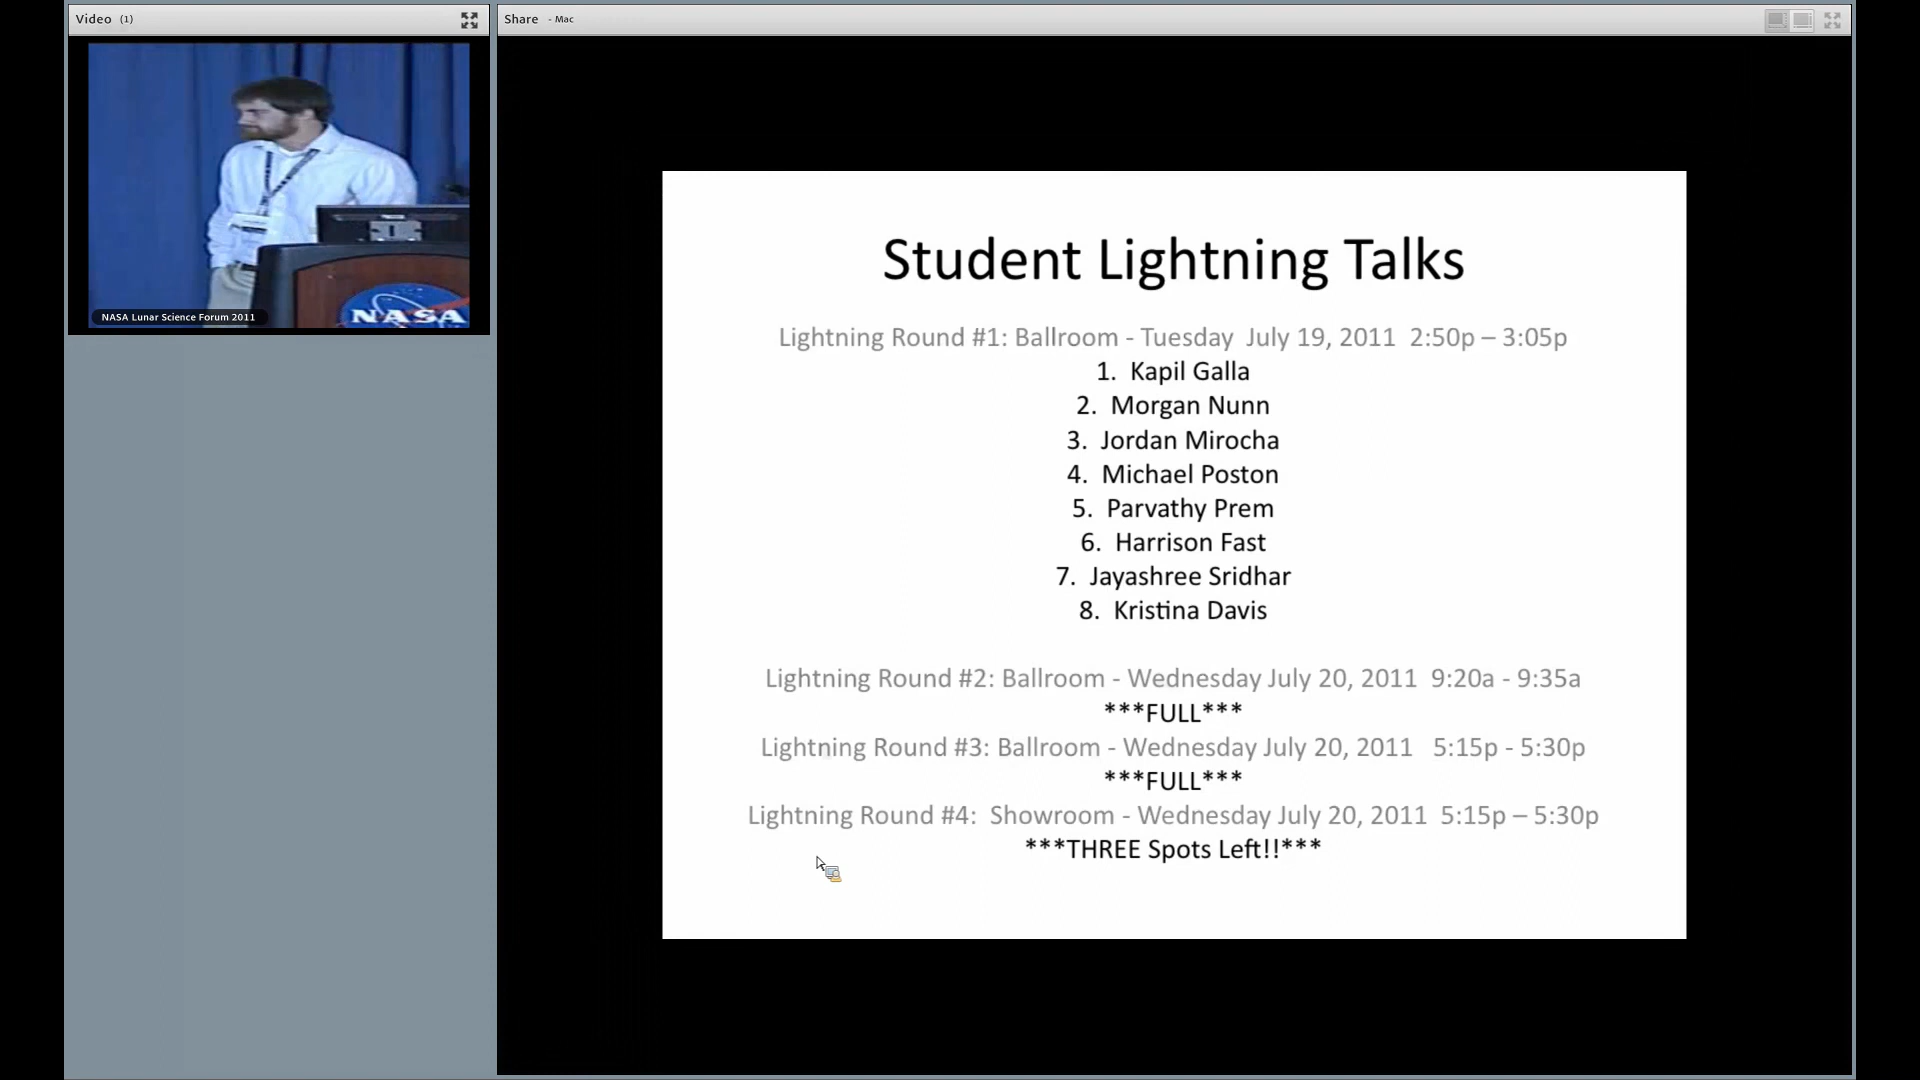 Video (1)
NASA
NASA Lunar Science Forum 2011
Share - Mac
Student Lightning Talks
Lightning Round #1: Ballroom - Tuesday July 19, 2011 2:50p – 3:05p
1. Kapil Galla
2. Morgan Nunn
3. Jordan Mirocha
4. Michael Poston
5. Parvathy Prem
6. Harrison Fast
7. Jayashree Sridhar
8. Kristina Davis
Lightning Round #2: Ballroom - Wednesday July 20, 2011 9:20a - 9:35a
***FULL***
Lightning Round #3: Ballroom - Wednesday July 20, 2011 5:15p - 5:30p
***FULL***
Lightning Round #4: Showroom - Wednesday July 20, 2011 5:15p – 5:30p
***THREE Spots Left!!***